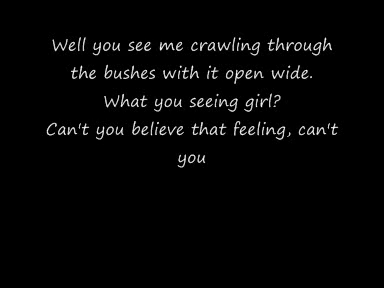 Well you see me crawling through
the bushes with it open wide.
What you seeing girl?
Can't you believe that feeling, can't
you